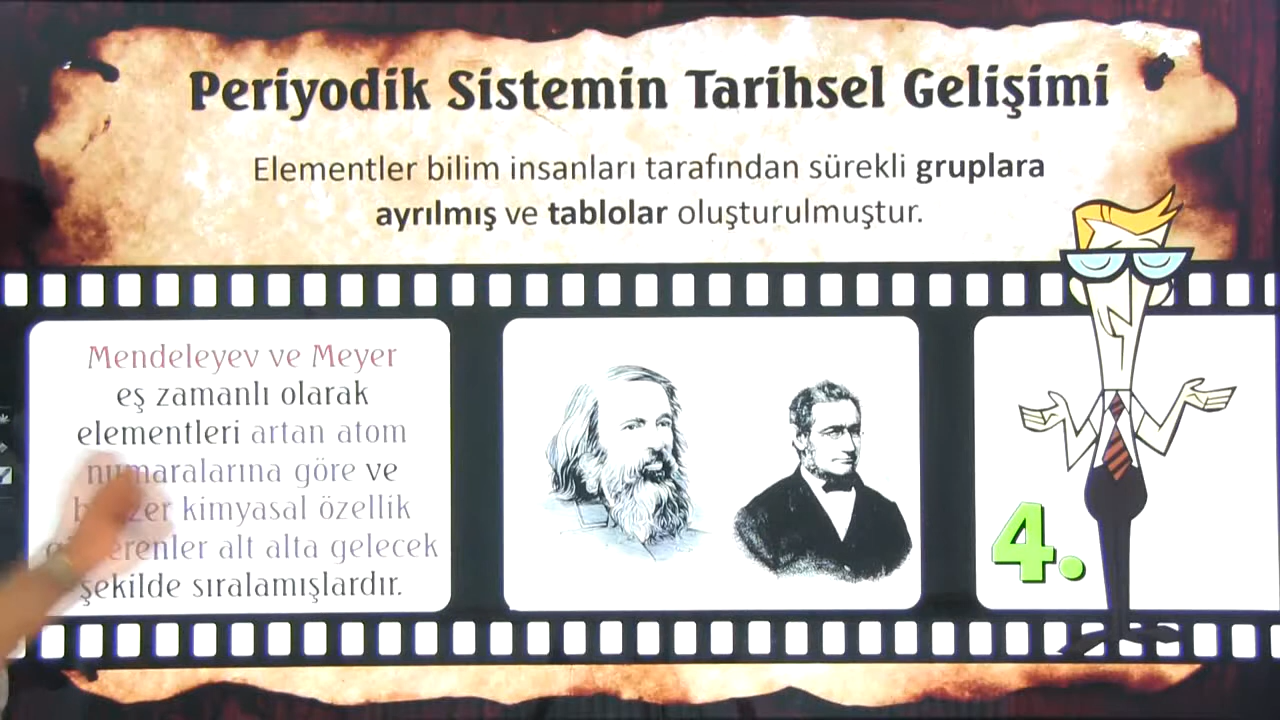 Periyodik Sistemin Tarihsel Gelişimi
Elementler bilim insanları tarafından sürekli gruplara
ayrılmış ve tablolar oluşturulmuştur.
Mendeleyev ve Meyer
eş zamanlı olarak
elementleri artan atom
numaralarına göre ve
kimyasal özellik
alt alta gelecek
şekilde sıralamışlardır.
4.